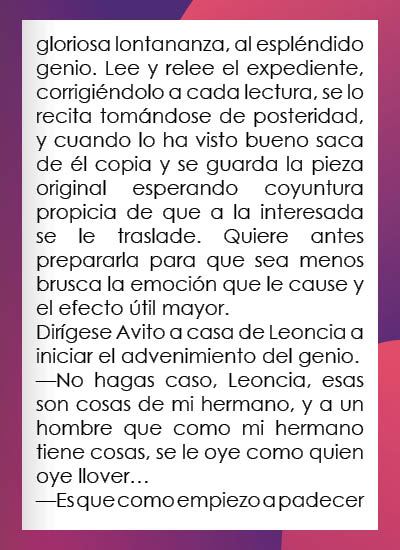 gloriosa lontananza, al espléndido
genio. Lee y relee el expediente,
corrigiéndolo a cada lectura, se lo
recita tomándose de posteridad,
y cuando lo ha visto bueno saca
de él copia y se guarda la pieza
original esperando coyuntura
propicia de que a la interesada
se le traslade. Quiere antes
prepararla para que sea menos
brusca la emoción que le cause y
el efecto útil mayor.
Dirígese Avito a casa de Leoncia a
iniciar el advenimiento del genio.
—No hagas caso, Leoncia, esas
son cosas de mi hermano, y a un
hombre que como mi hermano
tiene cosas, se le oye como quien
oye llover…
—Es que como empiezo a padecer